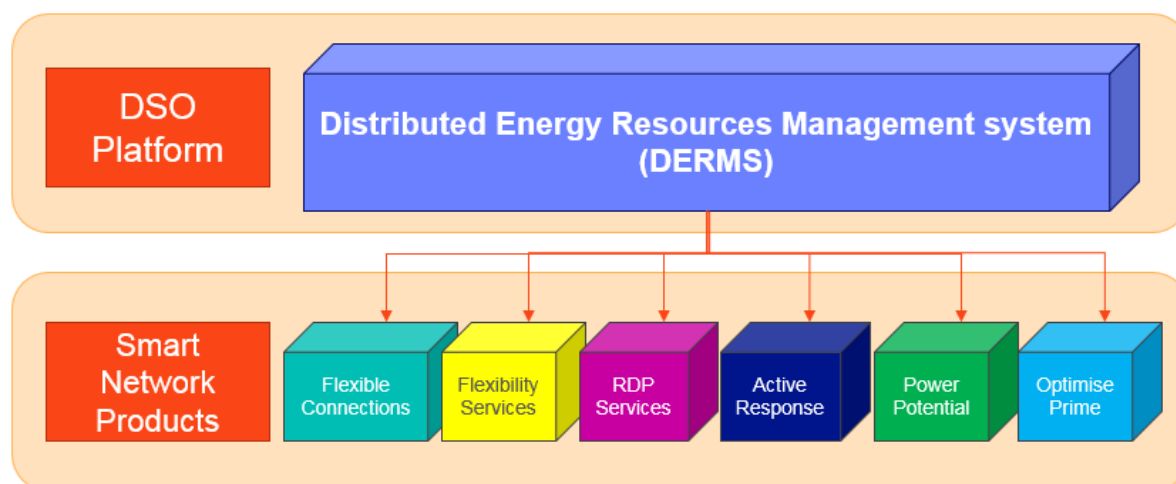 DSO
Platform
Distributed Energy Resources Management system
(DERMS)
Smart
Network
Products
Flexible
Connections
Flexibility
Services
RDP
Services
Active
Response
Power
Potential
Optimise
Prime